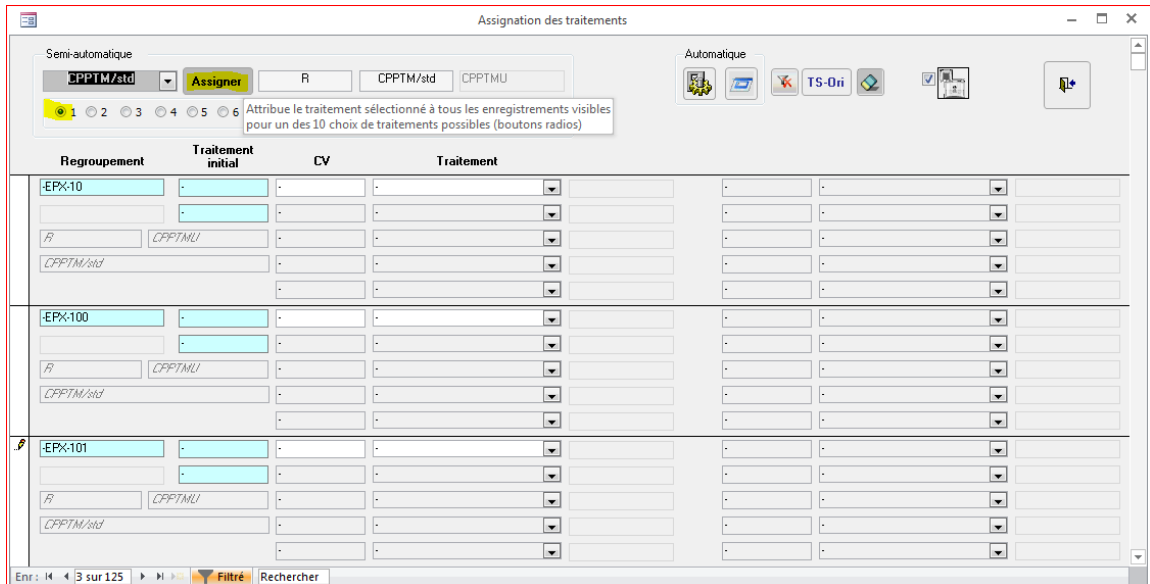 Assignation des traitements
Semi-automatique
Automatique
CPPTM/std Assigner R CPPTM/std CPPTMU
TS-Ori
1 2 3 4 5 6
Attribue le traitement sélectionné à tous les enregistrements visibles
pour un des 10 choix de traitements possibles (boutons radios)
Regroupement Traitement initial CV Traitement
-EPX-10 - - - - -
- - - - -
R CPPTMU - - - -
CPPTM/std - - - -
- - - -
-EPX-100 - - - - -
- - - - -
R CPPTMU - - - -
CPPTM/std - - - -
- - - -
-EPX-101 - - - - -
- - - - -
R CPPTMU - - - -
CPPTM/std - - - -
- - - -
Enr : 3 sur 125 Filtré Rechercher